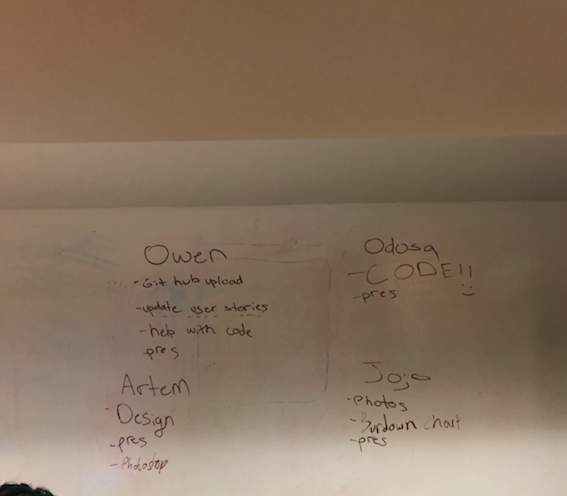 Owen
-Git hub upload
-update user stories
-help with code
-pres
Odosa
-CODE!!
-pres :)
Artem
-Design
-pres
-Photoshop
Jojo
-Photos
-Burdown chart
-pres